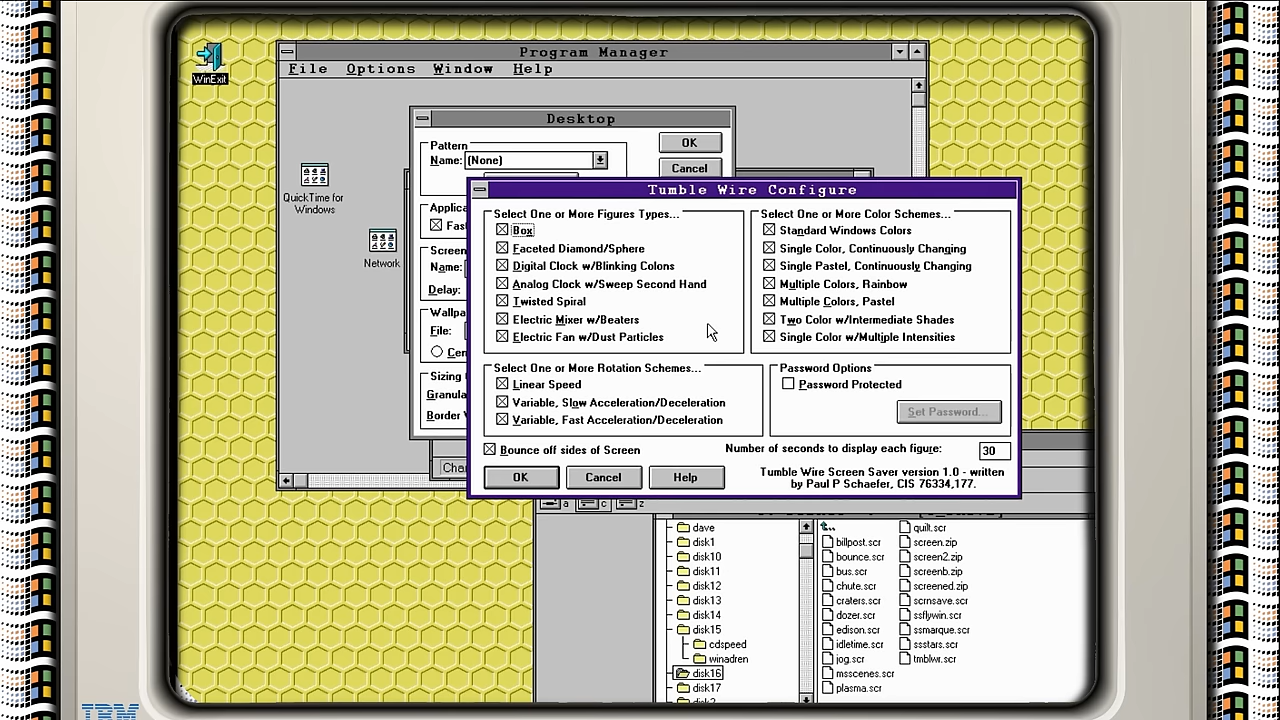 WinExit
Program Manager
File Options Window Help
QuickTime for
Windows
Network
Desktop
Pattern
Name: (None)
OK
Cancel
Applica
Fas
Screen
Name:
Delay:
Wallpa
File:
Cen
Sizing
Granula
Border
Cha
Tumble Wire Configure
Select One or More Figures Types...
Box
Faceted Diamond/Sphere
Digital Clock w/Blinking Colons
Analog Clock w/Sweep Second Hand
Twisted Spiral
Electric Mixer w/Beaters
Electric Fan w/Dust Particles
Select One or More Color Schemes...
Standard Windows Colors
Single Color, Continuously Changing
Single Pastel, Continuously Changing
Multiple Colors, Rainbow
Multiple Colors, Pastel
Two Color w/Intermediate Shades
Single Color w/Multiple Intensities
Select One or More Rotation Schemes...
Linear Speed
Variable, Slow Acceleration/Deceleration
Variable, Fast Acceleration/Deceleration
Password Options
Password Protected
Set Password...
Bounce off sides of Screen
Number of seconds to display each figure: 30
OK Cancel Help
Tumble Wire Screen Saver version 1.0 - written
by Paul P Schaefer, CIS 76334,177.
a c z
dave
disk1
disk10
disk11
disk12
disk13
disk14
disk15
cdspeed
winadren
disk16
disk17
billpost.scr
bounce.scr
bus.scr
chute.scr
craters.scr
dozer.scr
edison.scr
idletime.scr
jog.scr
msscenes.scr
plasma.scr
quilt.scr
screen.zip
screen2.zip
screenb.zip
screened.zip
scrnsave.scr
ssflywin.scr
ssmarque.scr
ssstars.scr
tmblwr.scr
IBM